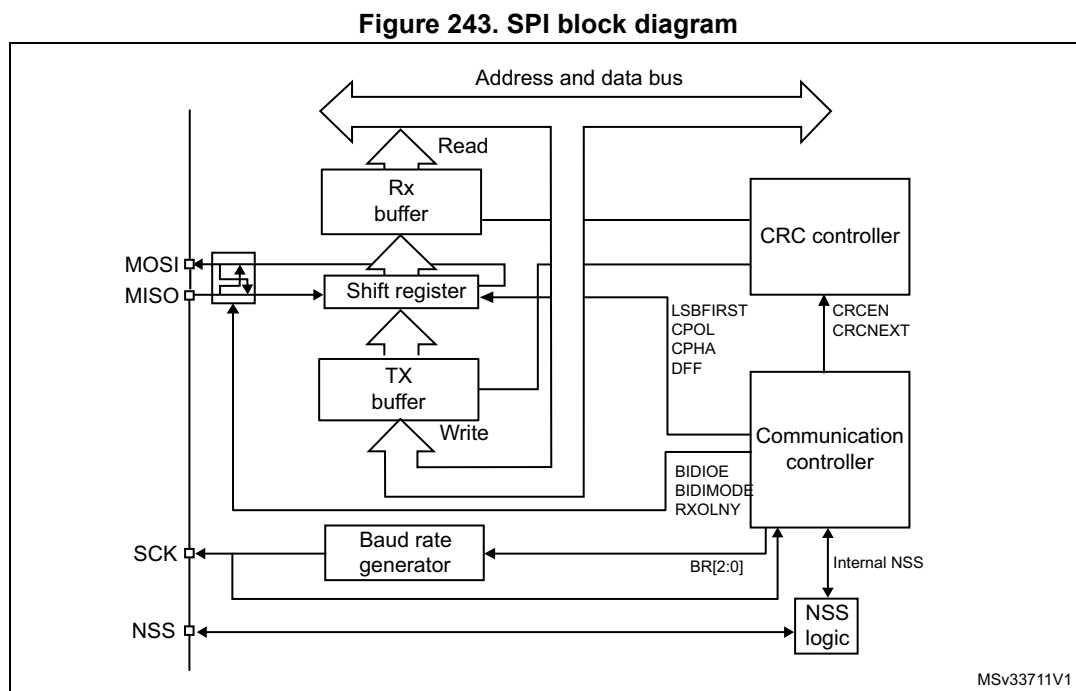 Figure 243. SPI block diagram
Address and data bus
Read
Rx
buffer
CRC controller
MOSI
MISO
Shift register
LSBFIRST
CPOL
CPHA
DFF
CRCEN
CRCNEXT
TX
buffer
Write
Communication
controller
BIDIOE
BIDIMODE
RXOLNY
SCK
Baud rate
generator
BR[2:0]
Internal NSS
NSS
NSS
logic
MSv33711V1